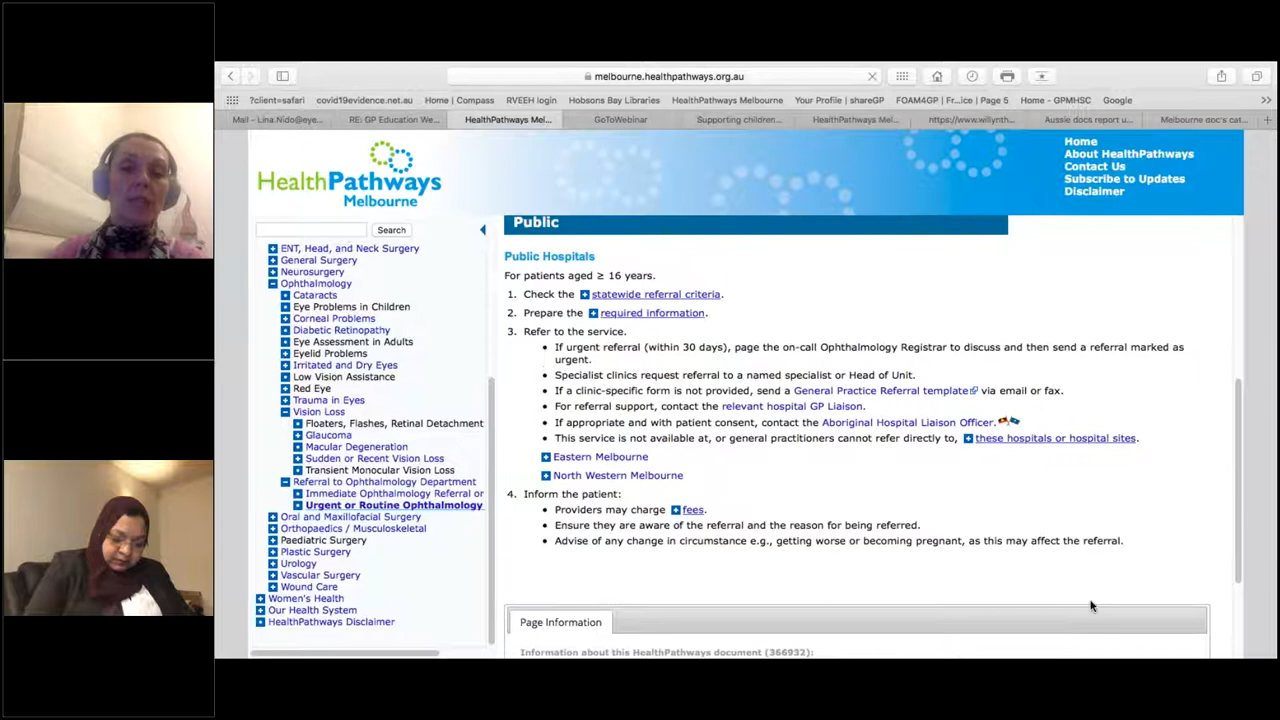 melbourne.healthpathways.org.au
?client=safari covid19evidence.net.au Home | Compass RVEEH login Hobsons Bay Libraries HealthPathways Melbourne Your Profile | shareGP FOAM4GP | Fr...ice | Page 5 Home - GPMHSC Google
Mail - Lina.Nido@eye... RE: GP Education We... HealthPathways Mel... GoToWebinar Supporting children... HealthPathways Mel... https://www.willynth... Aussie docs report u... Melbourne doc's cat...
HealthPathways
Melbourne
Home
About HealthPathways
Contact Us
Subscribe to Updates
Disclaimer
Search
ENT, Head, and Neck Surgery
General Surgery
Neurosurgery
Ophthalmology
Cataracts
Eye Problems in Children
Corneal Problems
Diabetic Retinopathy
Eye Assessment in Adults
Eyelid Problems
Irritated and Dry Eyes
Low Vision Assistance
Red Eye
Trauma in Eyes
Vision Loss
Floaters, Flashes, Retinal Detachment
Glaucoma
Macular Degeneration
Sudden or Recent Vision Loss
Transient Monocular Vision Loss
Referral to Ophthalmology Department
Immediate Ophthalmology Referral or
Urgent or Routine Ophthalmology
Oral and Maxillofacial Surgery
Orthopaedics / Musculoskeletal
Paediatric Surgery
Plastic Surgery
Urology
Vascular Surgery
Wound Care
Women's Health
Our Health System
HealthPathways Disclaimer
Public
Public Hospitals
For patients aged ≥ 16 years.
1. Check the statewide referral criteria.
2. Prepare the required information.
3. Refer to the service.
• If urgent referral (within 30 days), page the on-call Ophthalmology Registrar to discuss and then send a referral marked as
urgent.
• Specialist clinics request referral to a named specialist or Head of Unit.
• If a clinic-specific form is not provided, send a General Practice Referral template via email or fax.
• For referral support, contact the relevant hospital GP Liaison.
• If appropriate and with patient consent, contact the Aboriginal Hospital Liaison Officer.
• This service is not available at, or general practitioners cannot refer directly to, these hospitals or hospital sites.
Eastern Melbourne
North Western Melbourne
4. Inform the patient:
• Providers may charge fees.
• Ensure they are aware of the referral and the reason for being referred.
• Advise of any change in circumstance e.g., getting worse or becoming pregnant, as this may affect the referral.
Page Information
Information about this HealthPathways document (366932):